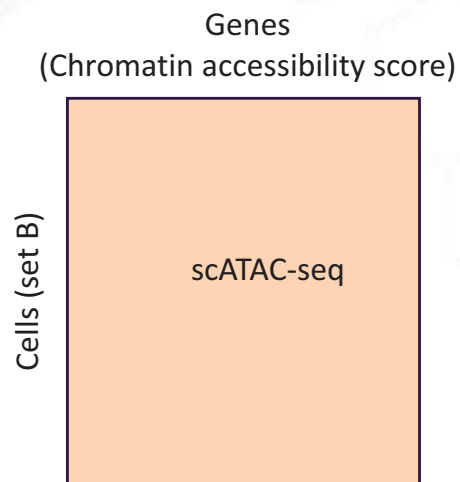 Genes
(Chromatin accessibility score)
Cells (set B)
scATAC-seq